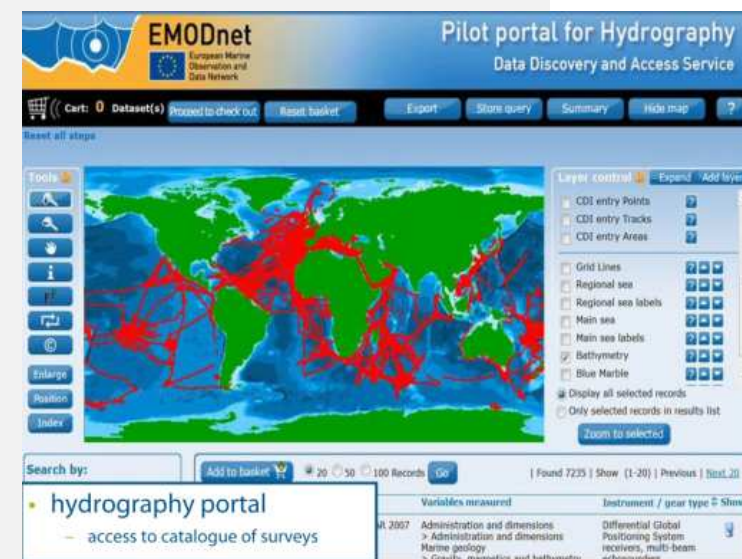 EMODnet
European Marine
Observation and
Data Network
Pilot portal for Hydrography
Data Discovery and Access Service
Cart: 0 Dataset(s)
Proceed to check out
Reset basket
Export
Store query
Summary
Hide map
?
Reset all steps
Tools
Layer control
Expand
Add layer
CDI entry Points
CDI entry Tracks
CDI entry Areas
Grid Lines
Regional sea
Regional sea labels
Main sea
Main sea labels
Bathymetry
Blue Marble
Display all selected records
Only selected records in results list
Zoom to selected
i
©
Enlarge
Position
Index
Search by:
Add to basket
20 50 100 Records Go
| Found 7235 | Show (1-20) | Previous | Next 20
Variables measured
Instrument / gear type
2007
Administration and dimensions
> Administration and dimensions
Marine geology
> Gravity, magnetics and bathymetry
Differential Global
Positioning System
receivers, multi-beam
echosounders
• hydrography portal
– access to catalogue of surveys